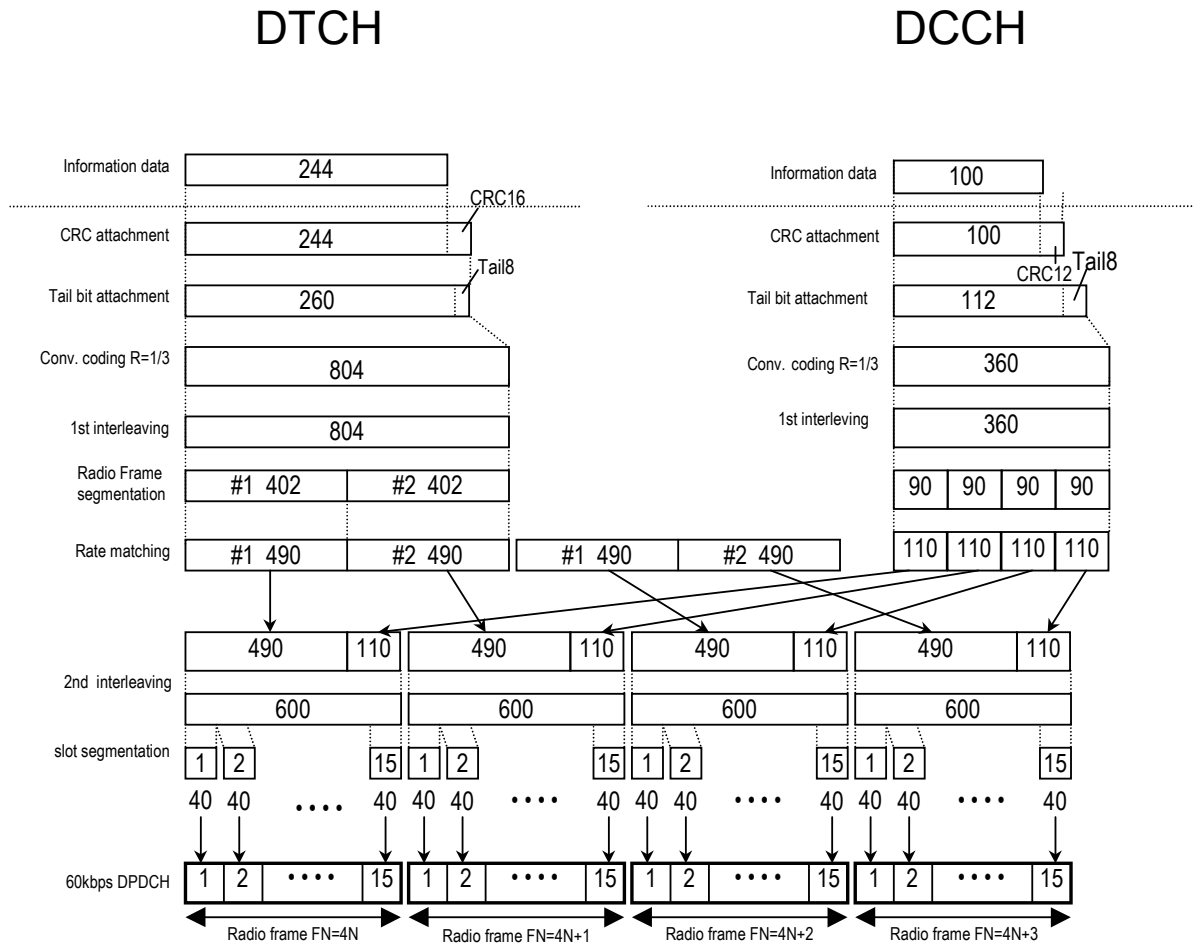 DTCH DCCH
Information data 244 Information data 100
CRC16
CRC attachment 244 CRC attachment 100
Tail8 CRC12 Tail8
Tail bit attachment 260 Tail bit attachment 112
Conv. coding R=1/3 804 Conv. coding R=1/3 360
1st interleaving 804 1st interleving 360
Radio Frame
segmentation #1 402 #2 402 90 90 90 90
Rate matching #1 490 #2 490 #1 490 #2 490 110 110 110 110
490 110 490 110 490 110 490 110
2nd interleaving
600 600 600 600
slot segmentation
1 2 15 1 2 15 1 2 15 1 2 15
40 40 • • • • 40 40 40 • • • • 40 40 40 • • • • 40 40 40 • • • • 40
60kbps DPDCH 1 2 • • • • 15 1 2 • • • • 15 1 2 • • • • 15 1 2 • • • • 15
Radio frame FN=4N Radio frame FN=4N+1 Radio frame FN=4N+2 Radio frame FN=4N+3